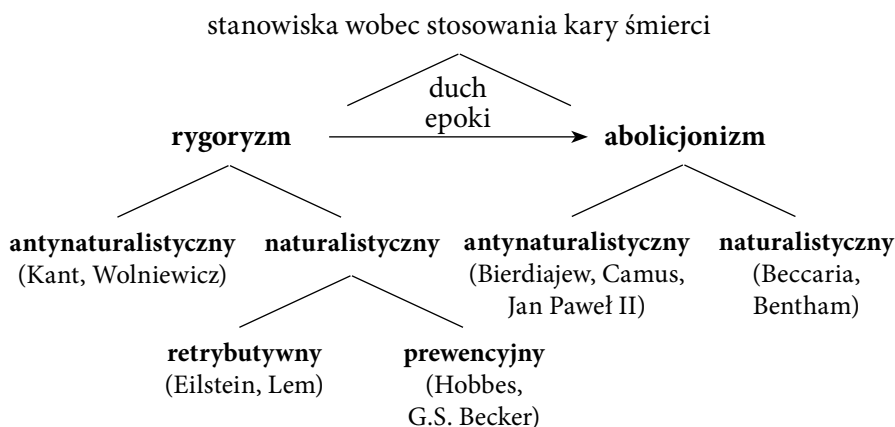 stanowiska wobec stosowania kary śmierci
duch
epoki
rygoryzm
abolicjonizm
antynaturalistyczny
(Kant, Wolniewicz)
naturalistyczny
antynaturalistyczny
(Bierdiajew, Camus,
Jan Paweł II)
naturalistyczny
(Beccaria,
Bentham)
retrybutywny
(Eilstein, Lem)
prewencyjny
(Hobbes,
G.S. Becker)